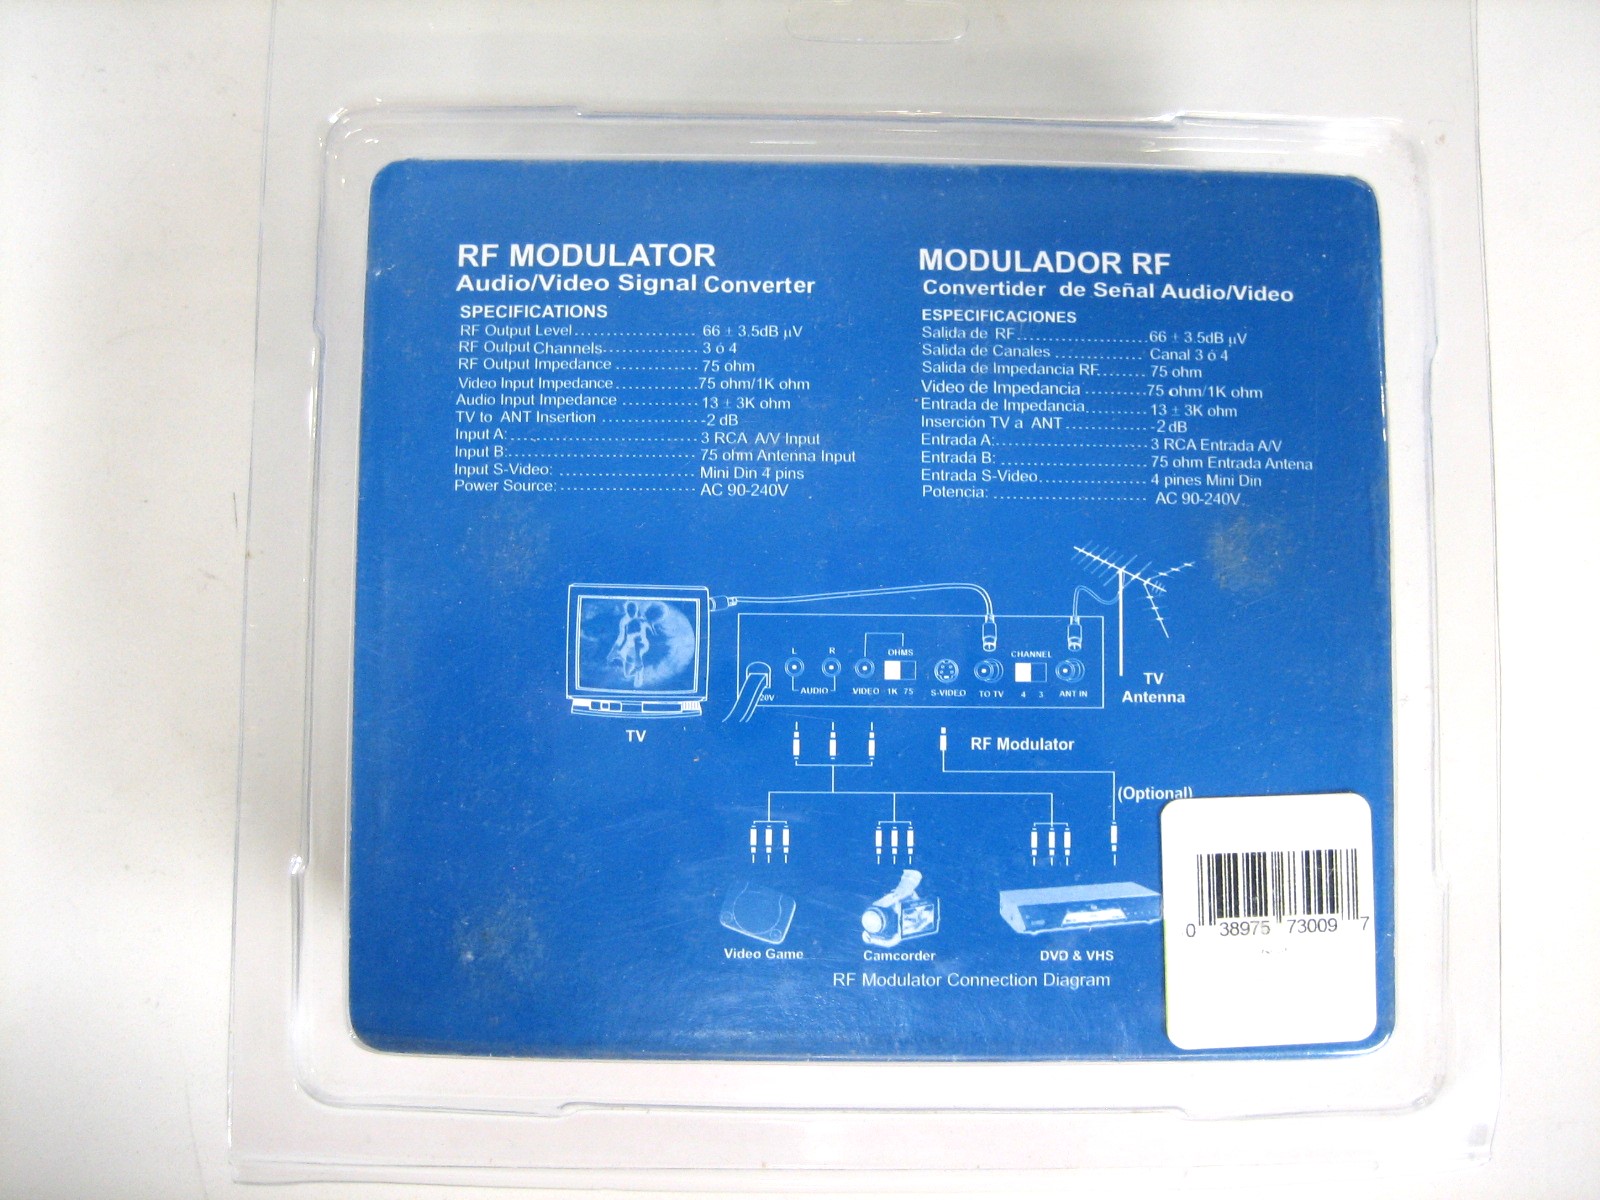 RF MODULATOR
Audio/Video Signal Converter
SPECIFICATIONS
RF Output Level.................... 66 ± 3.5dB µV
RF Output Channels................ 3 ó 4
RF Output Impedance .............. 75 ohm
Video Input Impedance.............. 75 ohm/1K ohm
Audio Input Impedance ............. 13 ± 3K ohm
TV to ANT Insertion ..................-2 dB
Input A:................................ 3 RCA A/V Input
Input B:................................ 75 ohm Antenna Input
Input S-Video: ....................... Mini Din 4 pins
Power Source: ....................... AC 90-240V
MODULADOR RF
Convertider de Señal Audio/Video
ESPECIFICACIONES
Salida de RF.......................66 ± 3.5dB µV
Salida de Canales ................ Canal 3 ó 4
Salida de Impedancia RF........ 75 ohm
Video de Impedancia ...........75 ohm/1K ohm
Entrada de Impedancia.......... 13 ± 3K ohm
Inserción TV a ANT ..............-2 dB
Entrada A:.......................... 3 RCA Entrada A/V
Entrada B: ......................... 75 ohm Entrada Antena
Entrada S-Video................... 4 pines Mini Din
Potencia: .......................... AC 90-240V.
L R OHMS CHANNEL
AUDIO VIDEO 1K 75 S-VIDEO TO TV 4 3 ANT IN
20V
TV
TV
Antenna
RF Modulator
(Optional)
Video Game Camcorder DVD & VHS
RF Modulator Connection Diagram
0 38975 73009 7